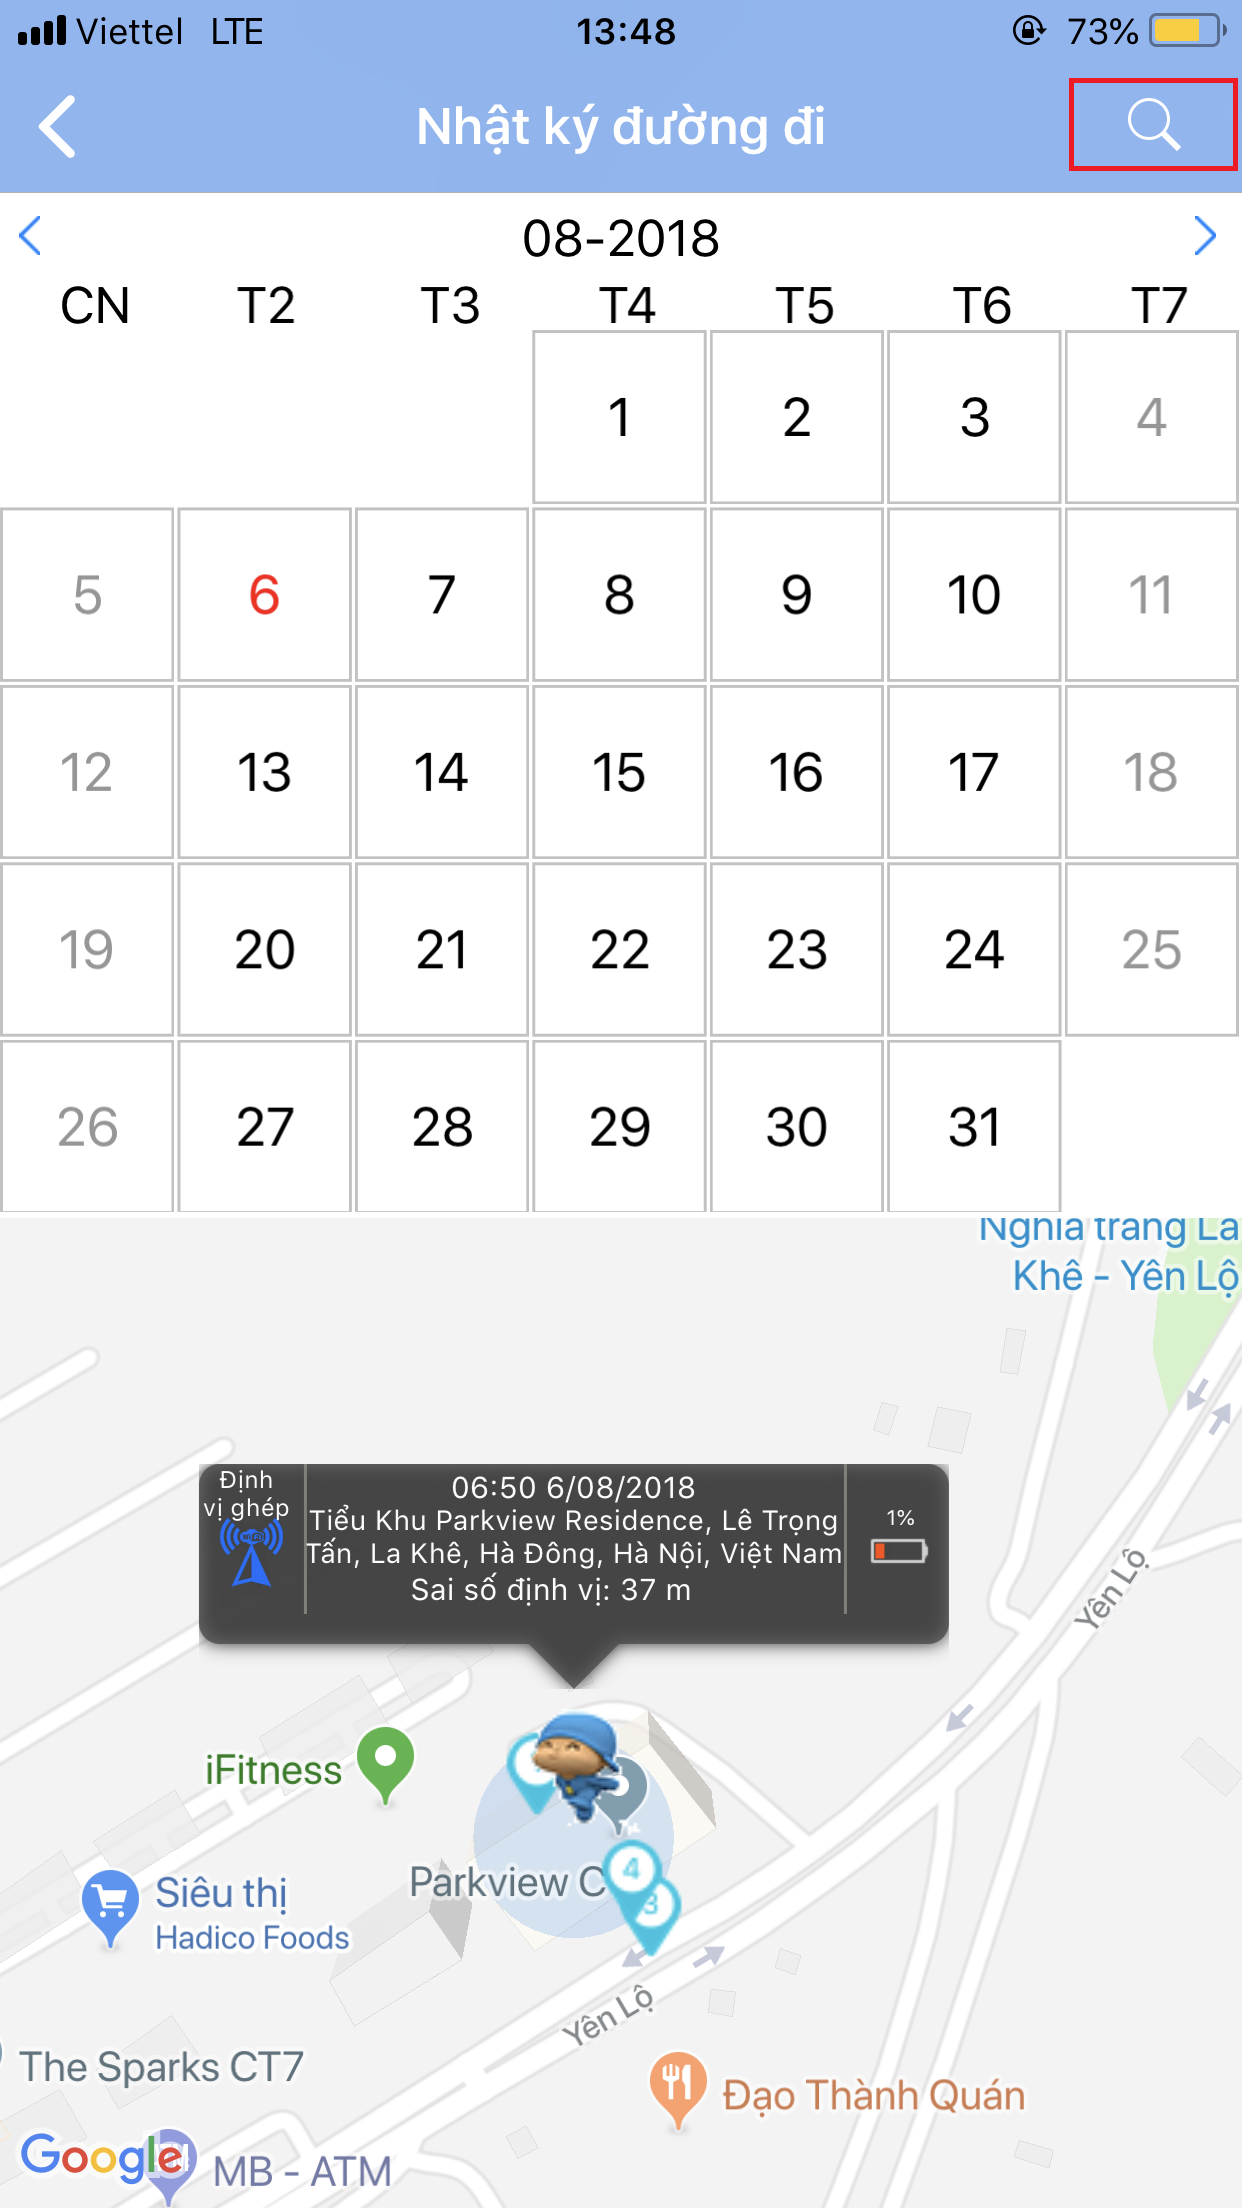 Viettel LTE 13:48 73%
Nhật ký đường đi
08-2018
CN T2 T3 T4 T5 T6 T7
1 2 3 4
5 6 7 8 9 10 11
12 13 14 15 16 17 18
19 20 21 22 23 24 25
26 27 28 29 30 31
Nghĩa trang La
Khê - Yên Lộ
Định
vị ghép
06:50 6/08/2018
Tiểu Khu Parkview Residence, Lê Trọng
Tấn, La Khê, Hà Đông, Hà Nội, Việt Nam
Sai số định vị: 37 m
1%
Yên Lộ
iFitness
Parkview C
4
3
Siêu thị
Hadico Foods
Yên Lộ
The Sparks CT7
Đạo Thành Quán
Google
MB - ATM